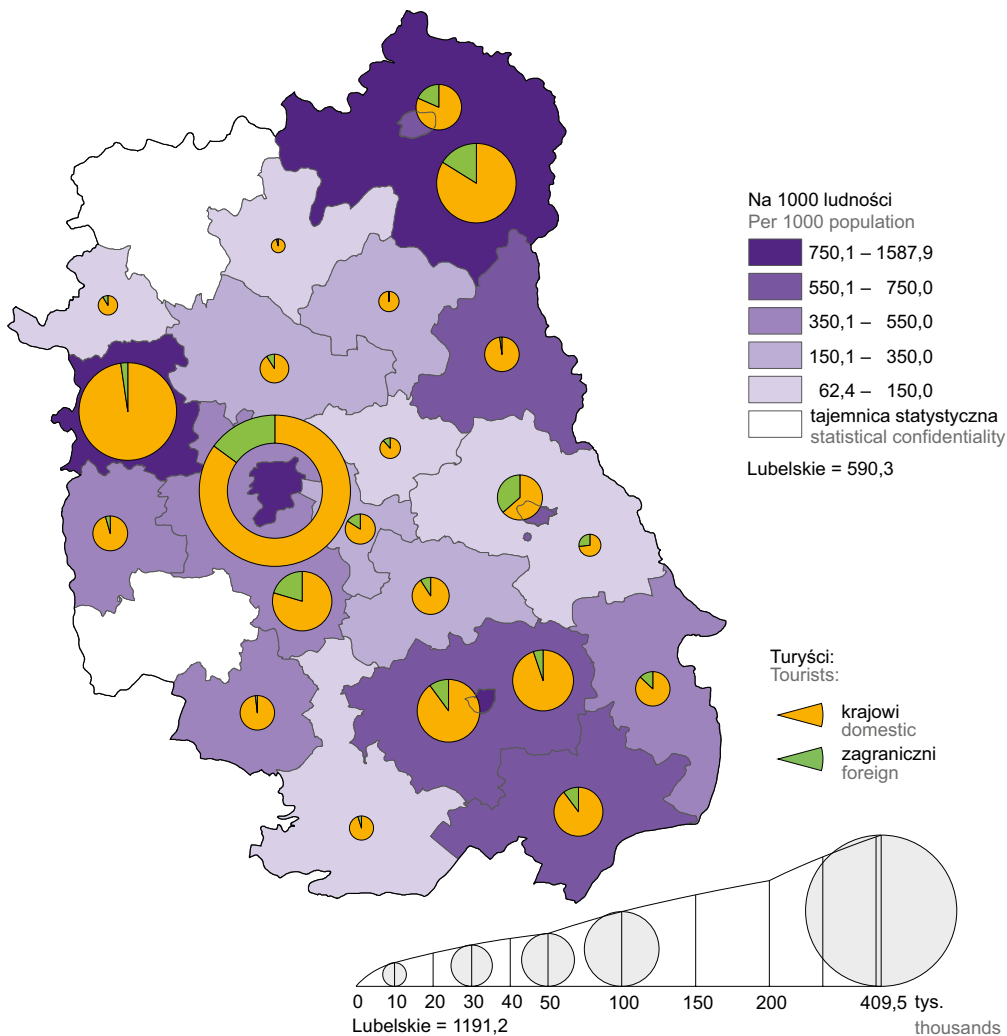 Na 1000 ludności
Per 1000 population
750,1 – 1587,9
550,1 – 750,0
350,1 – 550,0
150,1 – 350,0
62,4 – 150,0
tajemnica statystyczna
statistical confidentiality
Lubelskie = 590,3
Turyści:
Tourists:
krajowi
domestic
zagraniczni
foreign
0 10 20 30 40 50 100 150 200 409,5 tys.
thousands
Lubelskie = 1191,2